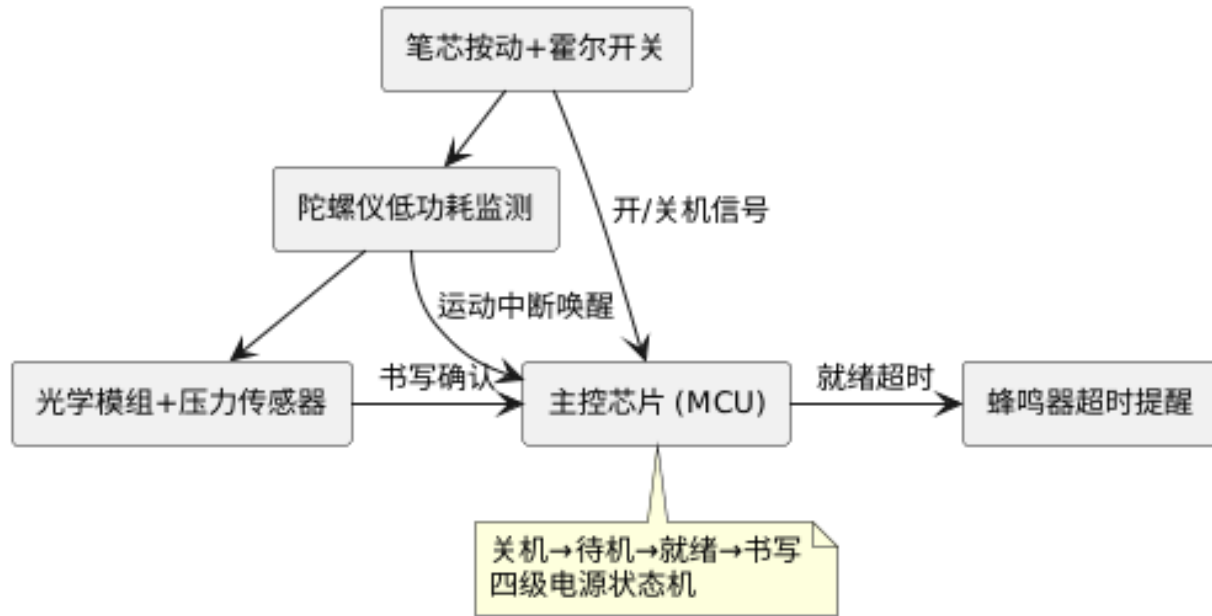 笔芯按动+霍尔开关
陀螺仪低功耗监测
开/关机信号
运动中断唤醒
光学模组+压力传感器
书写确认
主控芯片 (MCU)
就绪超时
蜂鸣器超时提醒
关机→待机→就绪→书写
四级电源状态机